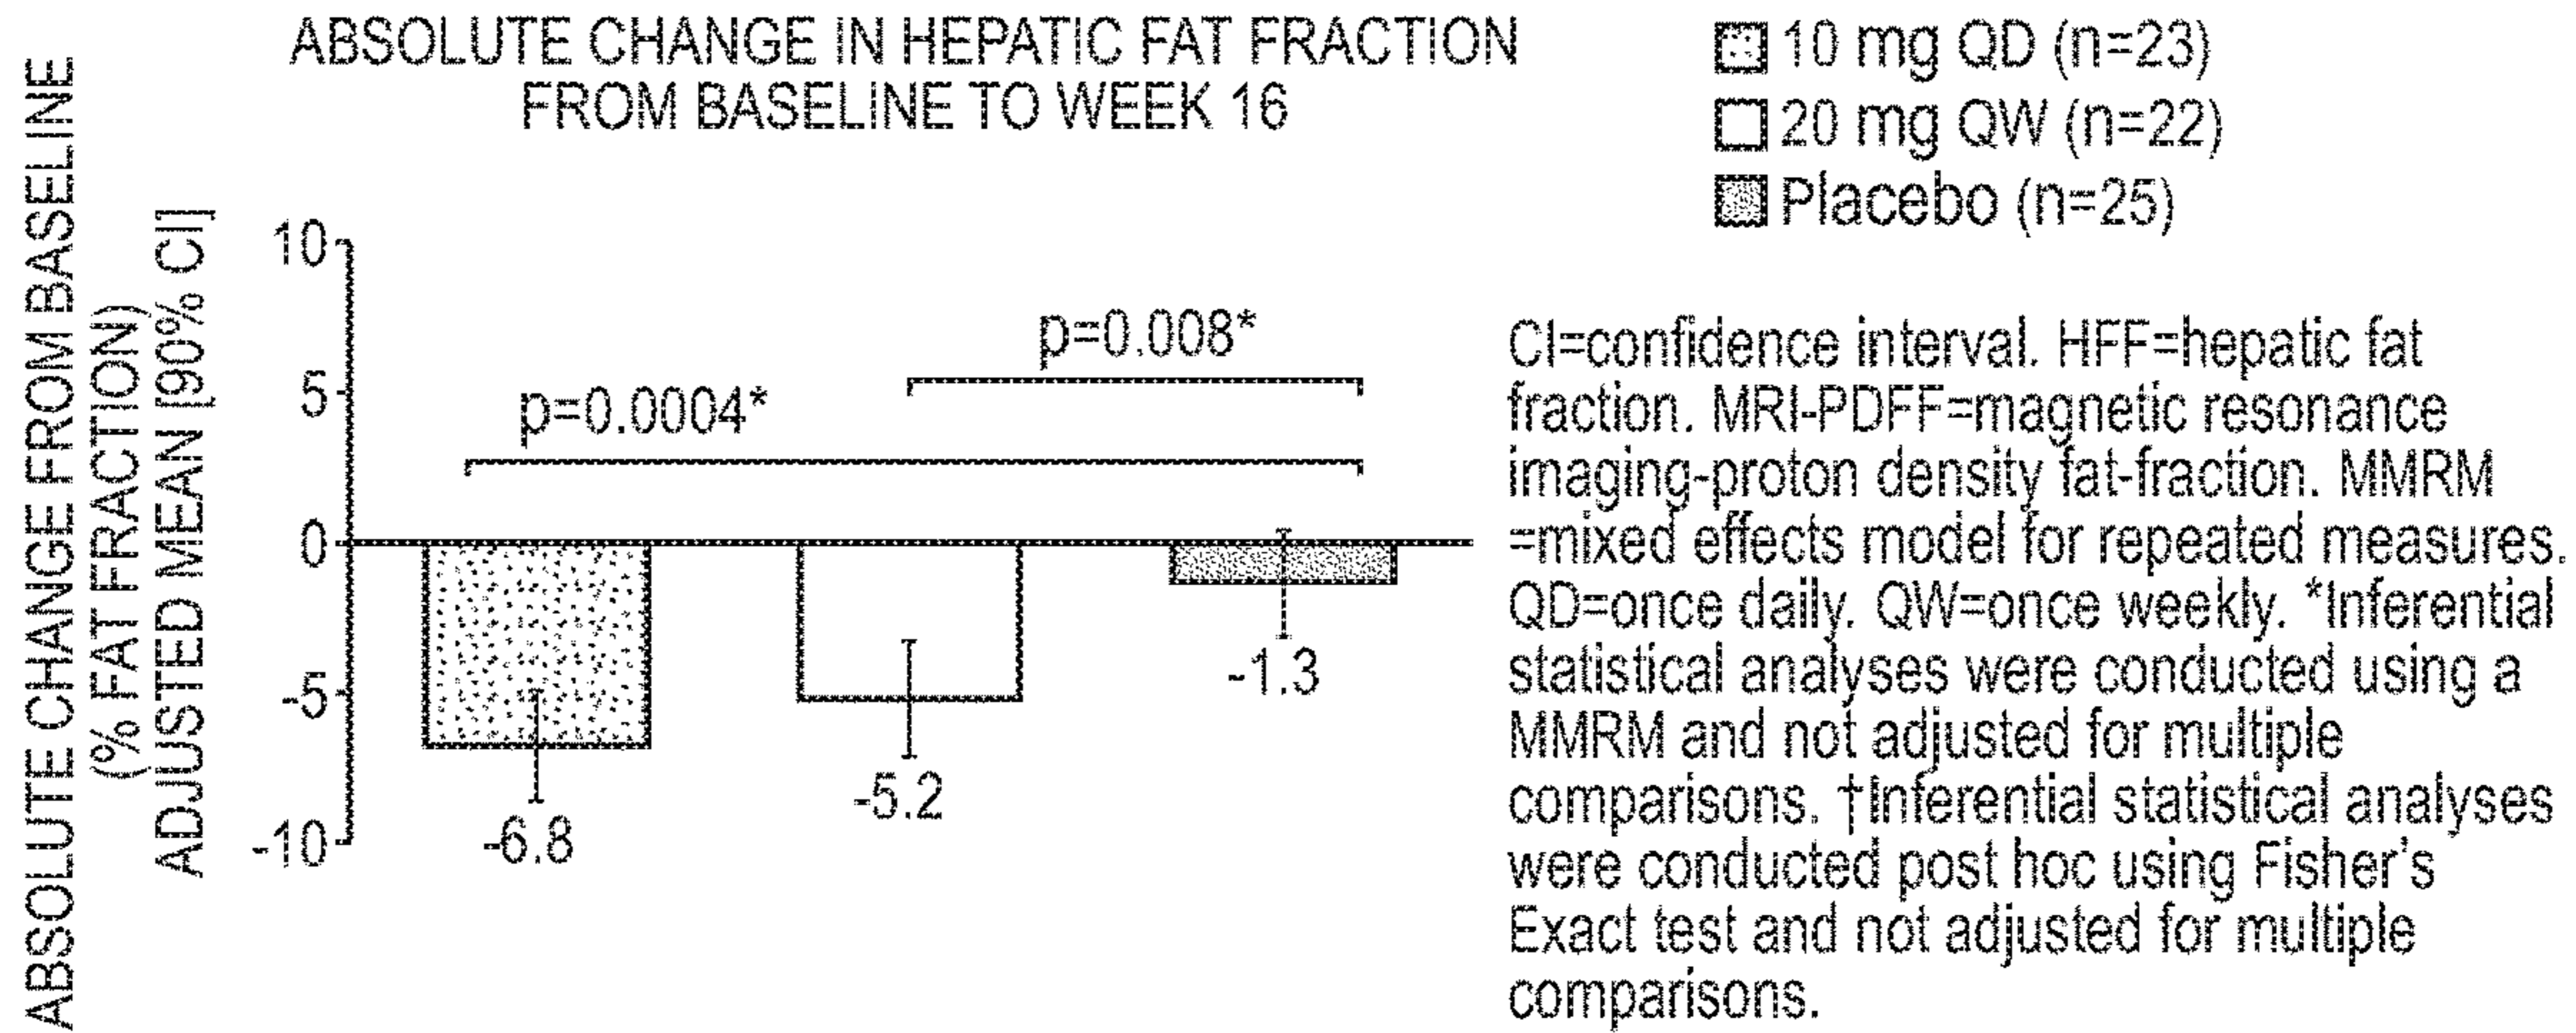 ABSOLUTE CHANGE IN HEPATIC FAT FRACTION
FROM BASELINE TO WEEK 16
10 mg QD (n=23)
20 mg QW (n=22)
Placebo (n=25)
ABSOLUTE CHANGE FROM BASELINE
(% FAT FRACTION)
ADJUSTED MEAN [90% CI]
10
5
0
-5
-10
p=0.008*
p=0.0004*
-6.8
-5.2
-1.3
CI=confidence interval. HFF=hepatic fat
fraction. MRI-PDFF=magnetic resonance
imaging-proton density fat-fraction. MMRM
=mixed effects model for repeated measures.
QD=once daily. QW=once weekly. *Inferential
statistical analyses were conducted using a
MMRM and not adjusted for multiple
comparisons. †Inferential statistical analyses
were conducted post hoc using Fisher's
Exact test and not adjusted for multiple
comparisons.